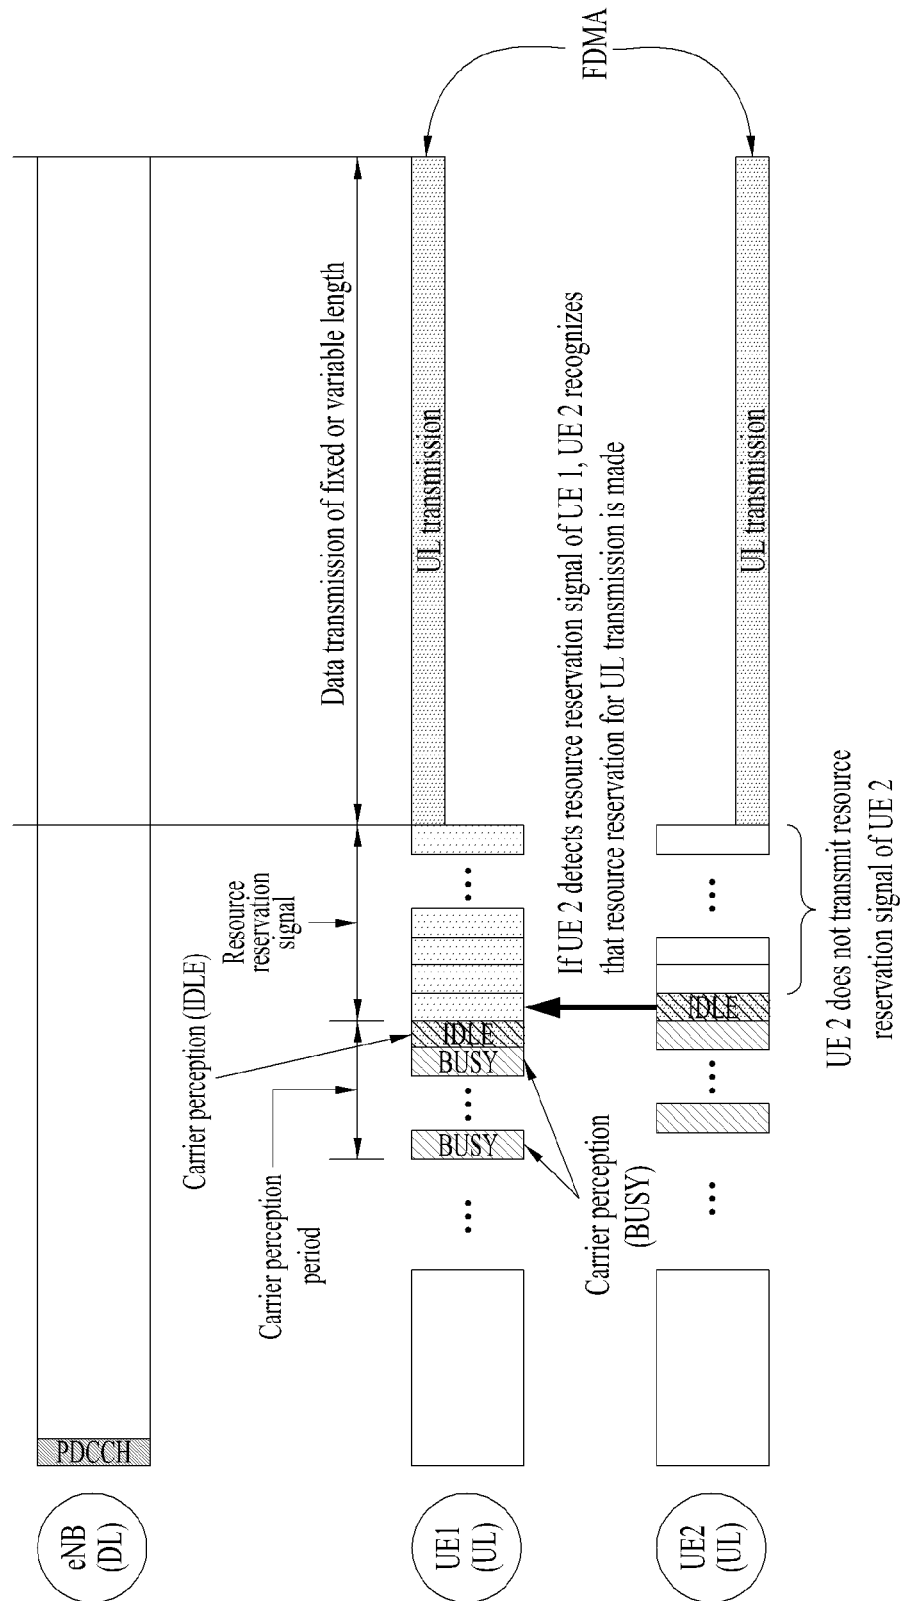 eNB
(DL)
PDCCH
Data transmission of fixed or variable length
Resource
reservation
signal
Carrier perception (IDLE)
Carrier perception
period
UE1
(UL)
BUSY
BUSY
IDLE
UL transmission
FDMA
Carrier perception
(BUSY)
If UE 2 detects resource reservation signal of UE 1, UE 2 recognizes
that resource reservation for UL transmission is made
UE2
(UL)
IDLE
UL transmission
UE 2 does not transmit resource
reservation signal of UE 2